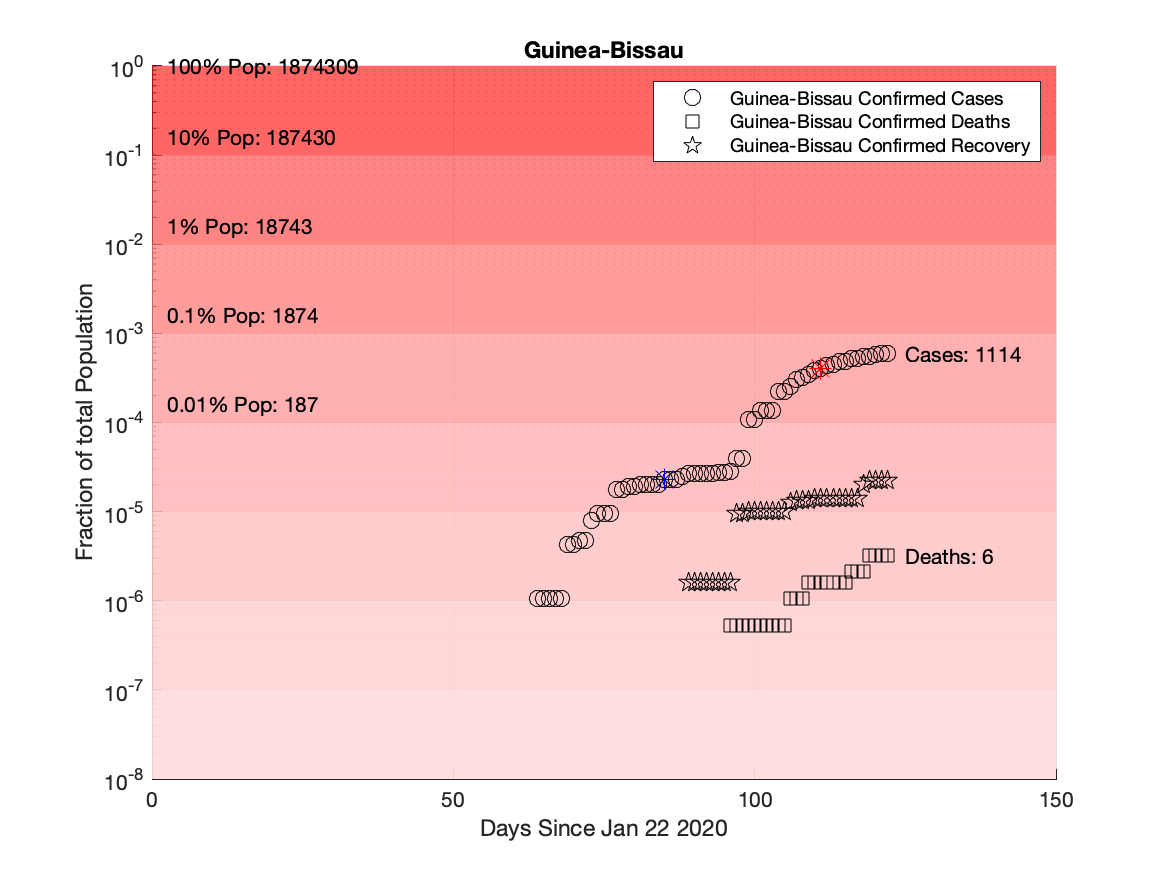 Guinea-Bissau
10^0
100% Pop: 1874309
Guinea-Bissau Confirmed Cases
Guinea-Bissau Confirmed Deaths
Guinea-Bissau Confirmed Recovery
10% Pop: 187430
10^-1
1% Pop: 18743
10^-2
0.1% Pop: 1874
10^-3
Cases: 1114
0.01% Pop: 187
10^-4
10^-5
Deaths: 6
10^-6
10^-7
10^-8
Fraction of total Population
0 50 100 150
Days Since Jan 22 2020